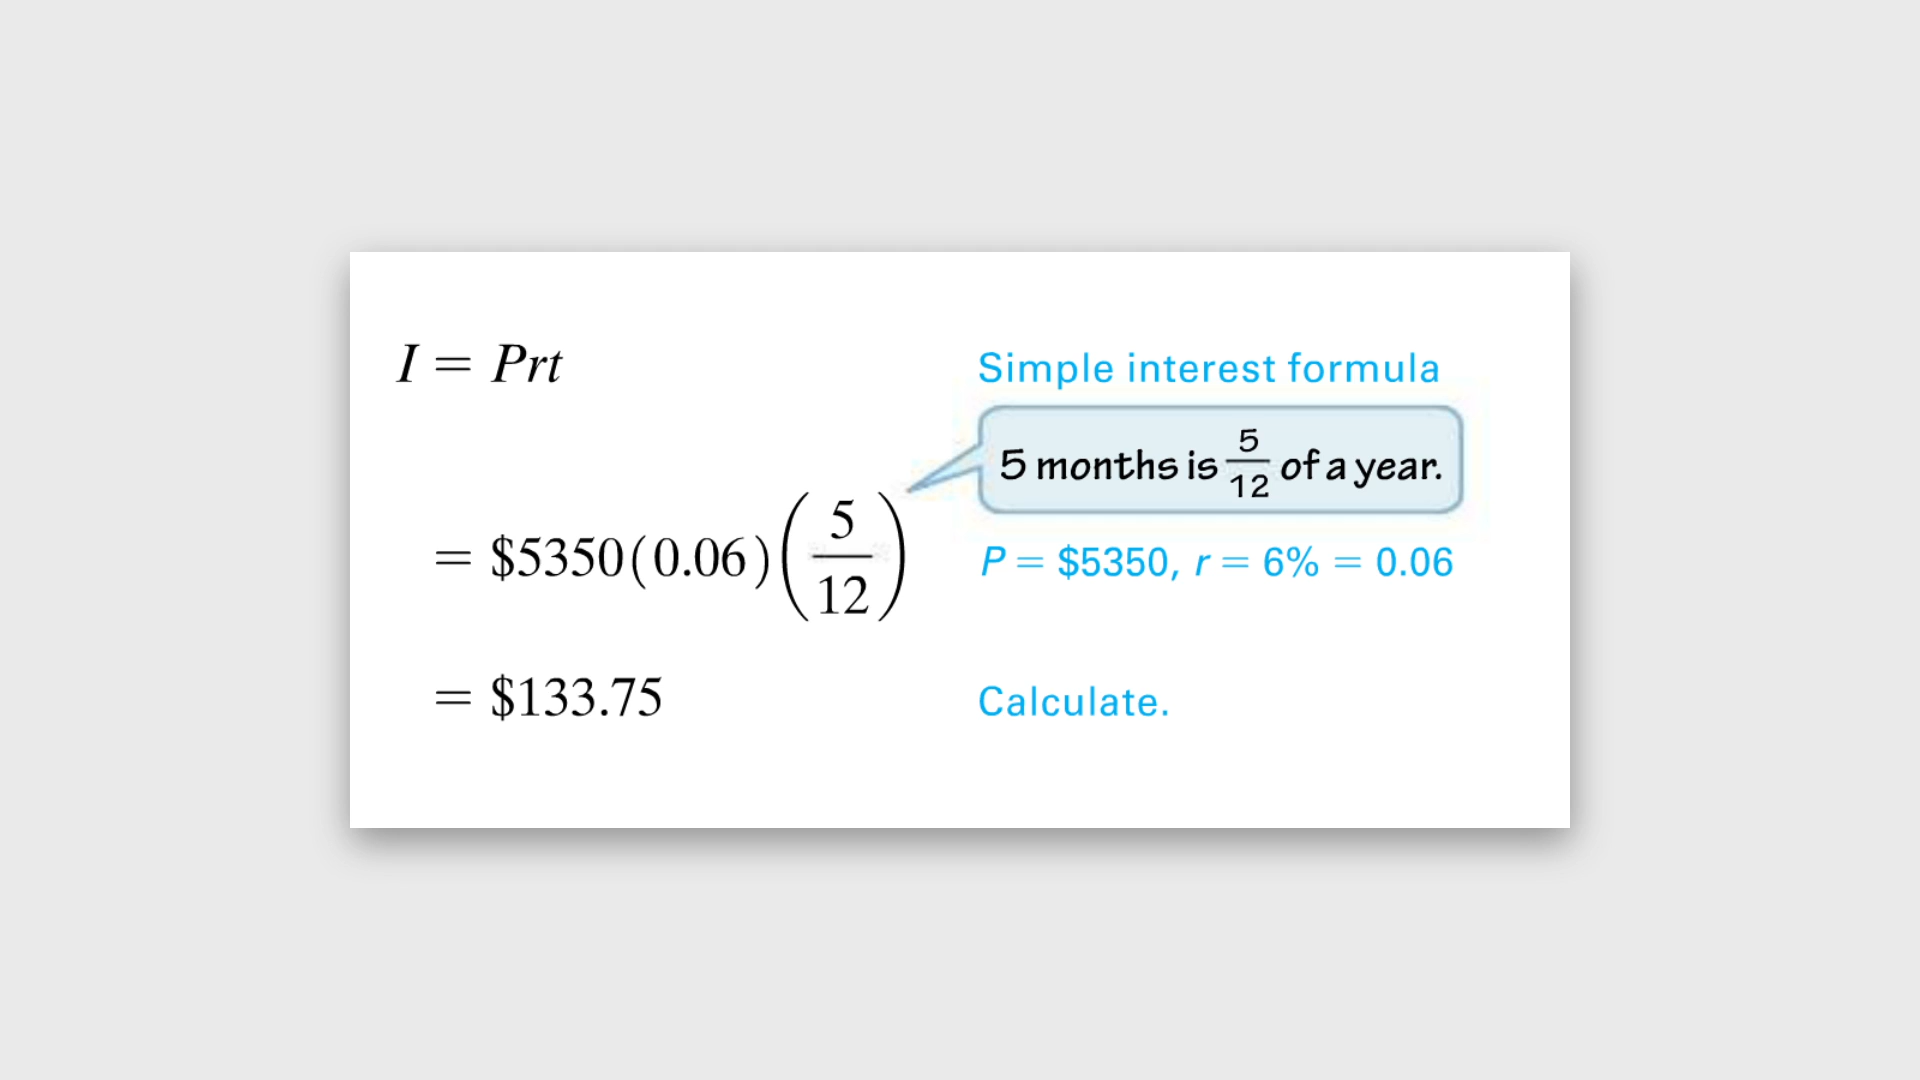 I = Prt
Simple interest formula
5 months is 5/12 of a year.
= $5350(0.06)(5/12)
P = $5350, r = 6% = 0.06
= $133.75
Calculate.